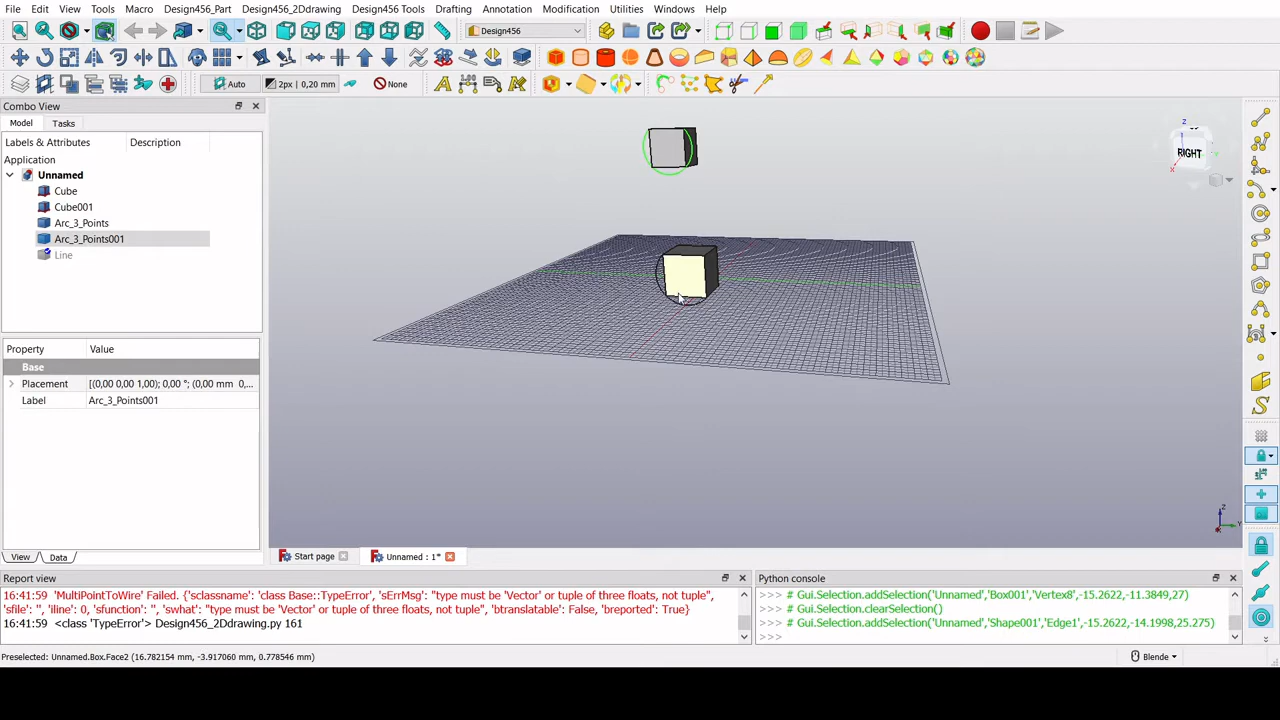 File Edit View Tools Design456_Part Design456_2Ddrawing Design456 Tools Drafting Annotation Modification Utilities Windows Help
Design456
Auto 2px | 0,20 mm None
Combo View
Model Tasks
Labels & Attributes Description
Application
Unnamed
Cube
Cube001
Arc_3_Points
Arc_3_Points001
Line
Property Value
Base
Placement [(0,00 0,00 1,00); 0,00 °; (0,00 mm 0,...
Label Arc_3_Points001
View Data
RIGHT
Z
X
Y
Z
Y
Start page Unnamed : 1*
Report view
16:41:59 'MultiPointToWire' Failed. {'sclassname': 'class Base::TypeError', 'sErrMsg': "type must be 'Vector' or tuple of three floats, not tuple",
'sfile': '', 'iline': 0, 'sfunction': '', 'swhat': "type must be 'Vector' or tuple of three floats, not tuple", 'btranslatable': False, 'breported': True}
16:41:59 <class 'TypeError'> Design456_2Ddrawing.py 161
Python console
>>> # Gui.Selection.addSelection('Unnamed','Box001','Vertex8',-15.2622,-11.3849,27)
>>> # Gui.Selection.clearSelection()
>>> # Gui.Selection.addSelection('Unnamed','Shape001','Edge1',-15.2622,-14.1998,25.275)
>>>
Preselected: Unnamed.Box.Face2 (16.782154 mm, -3.917060 mm, 0.778546 mm)
Blende